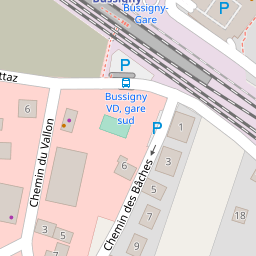 Bussigny
Bussigny-
Gare
P
P
ttaz
Bussigny
VD, gare
sud
P
6
1
3
6
7
9
5
3
5
18
Chemin du Vallon
Chemin des Bâches